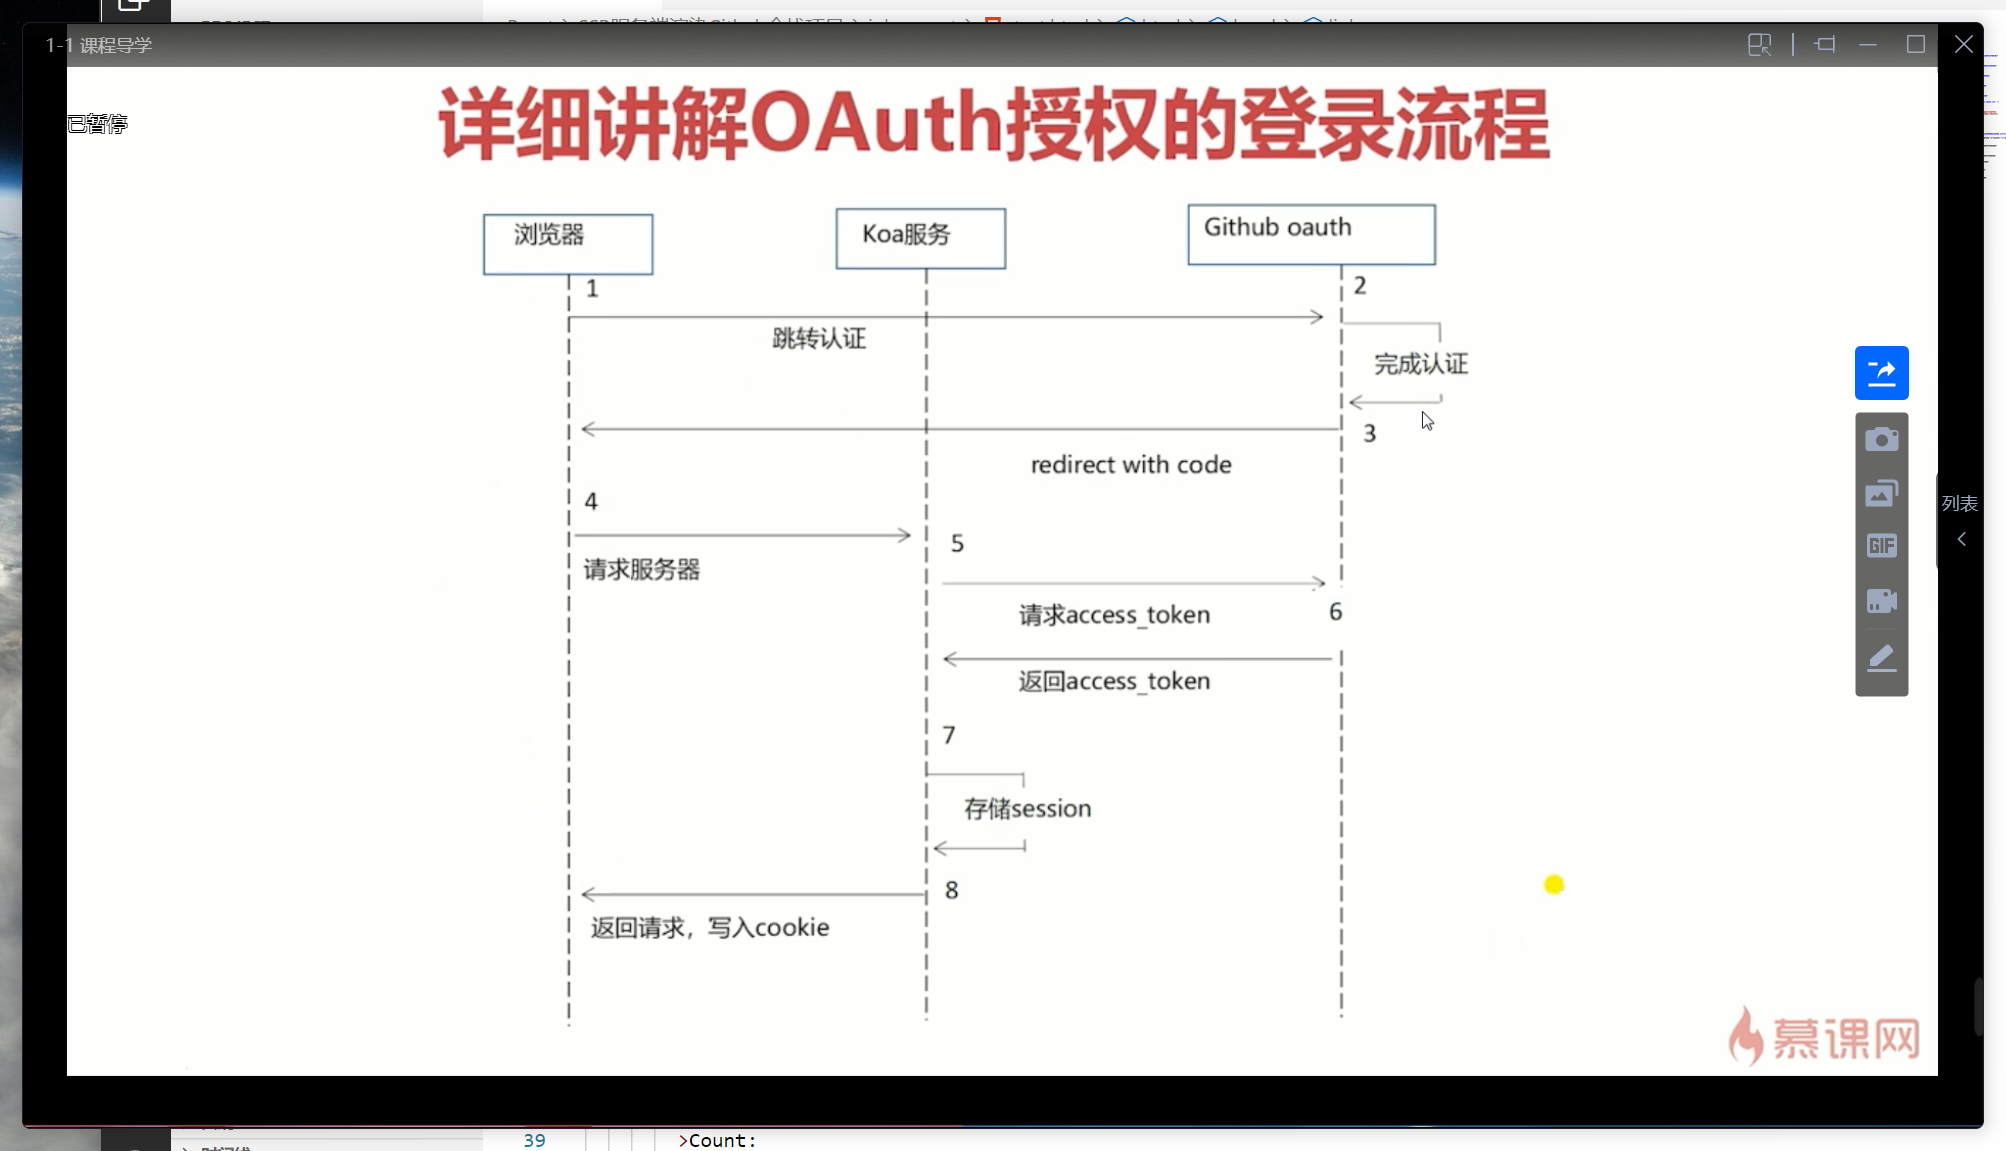 1-1 课程导学
已暂停
详细讲解OAuth授权的登录流程
浏览器
Koa服务
Github oauth
1
2
跳转认证
完成认证
3
redirect with code
4
5
请求服务器
请求access_token
6
返回access_token
7
存储session
8
返回请求，写入cookie
GIF
列表
慕课网
39
>Count: